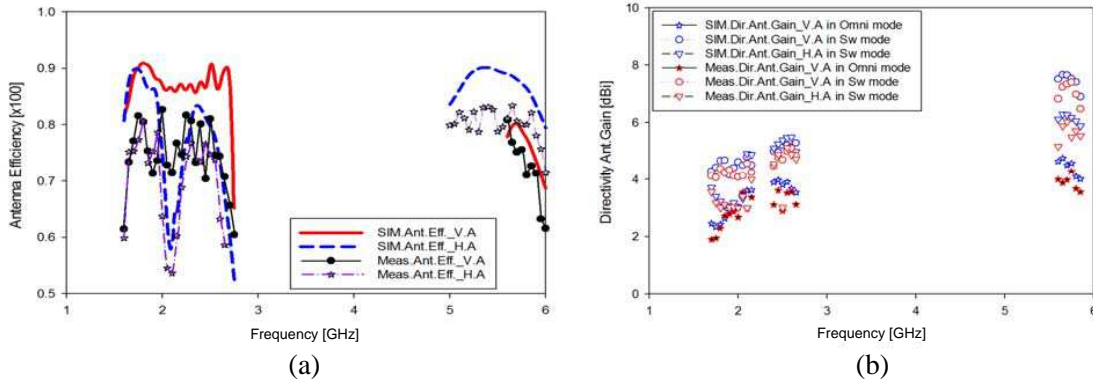 1.0
0.9
0.8
0.7
0.6
0.5
Antenna Efficiency [x100]
SIM.Ant.Eff._V.A
SIM.Ant.Eff._H.A
Meas.Ant.Eff._V.A
Meas.Ant.Eff._H.A
1 2 3 4 5 6
Frequency [GHz]
(a)
10
8
6
4
2
0
Directivity Ant.Gain [dBi]
SIM.Dir.Ant.Gain_V.A in Omni mode
SIM.Dir.Ant.Gain_V.A in Sw mode
SIM.Dir.Ant.Gain_H.A in Sw mode
Meas.Dir.Ant.Gain_V.A in Omni mode
Meas.Dir.Ant.Gain_V.A in Sw mode
Meas.Dir.Ant.Gain_H.A in Sw mode
1 2 3 4 5 6
Frequency [GHz]
(b)